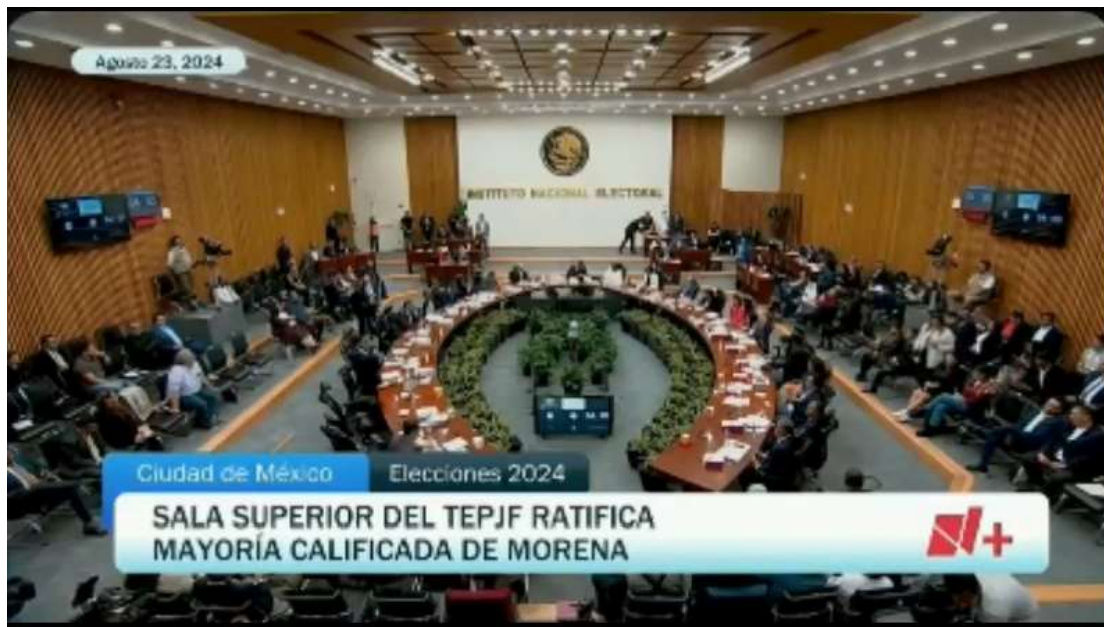 Agosto 23, 2024
INSTITUTO NACIONAL ELECTORAL
Ciudad de México
Elecciones 2024
SALA SUPERIOR DEL TEPJF RATIFICA
MAYORÍA CALIFICADA DE MORENA
N+